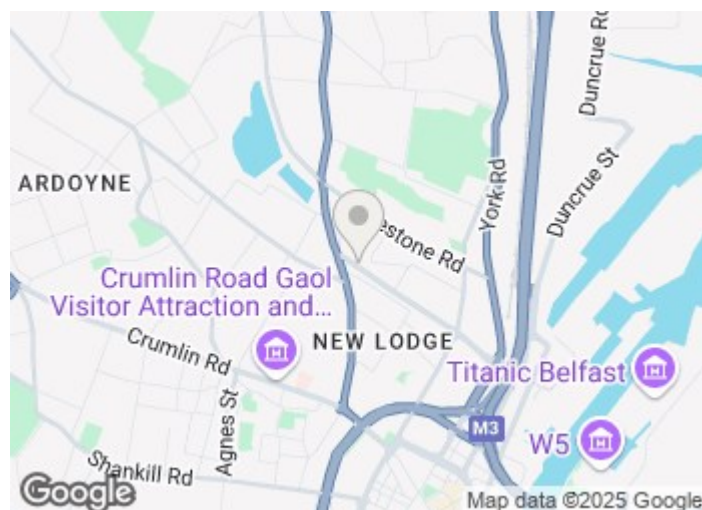 Duncrue Rd
Duncrue St
York Rd
ARDOYNE
estone Rd
Crumlin Road Gaol
Visitor Attraction and...
NEW LODGE
Crumlin Rd
Titanic Belfast
Agnes St
M3
W5
Shankill Rd
Google
Map data ©2025 Google